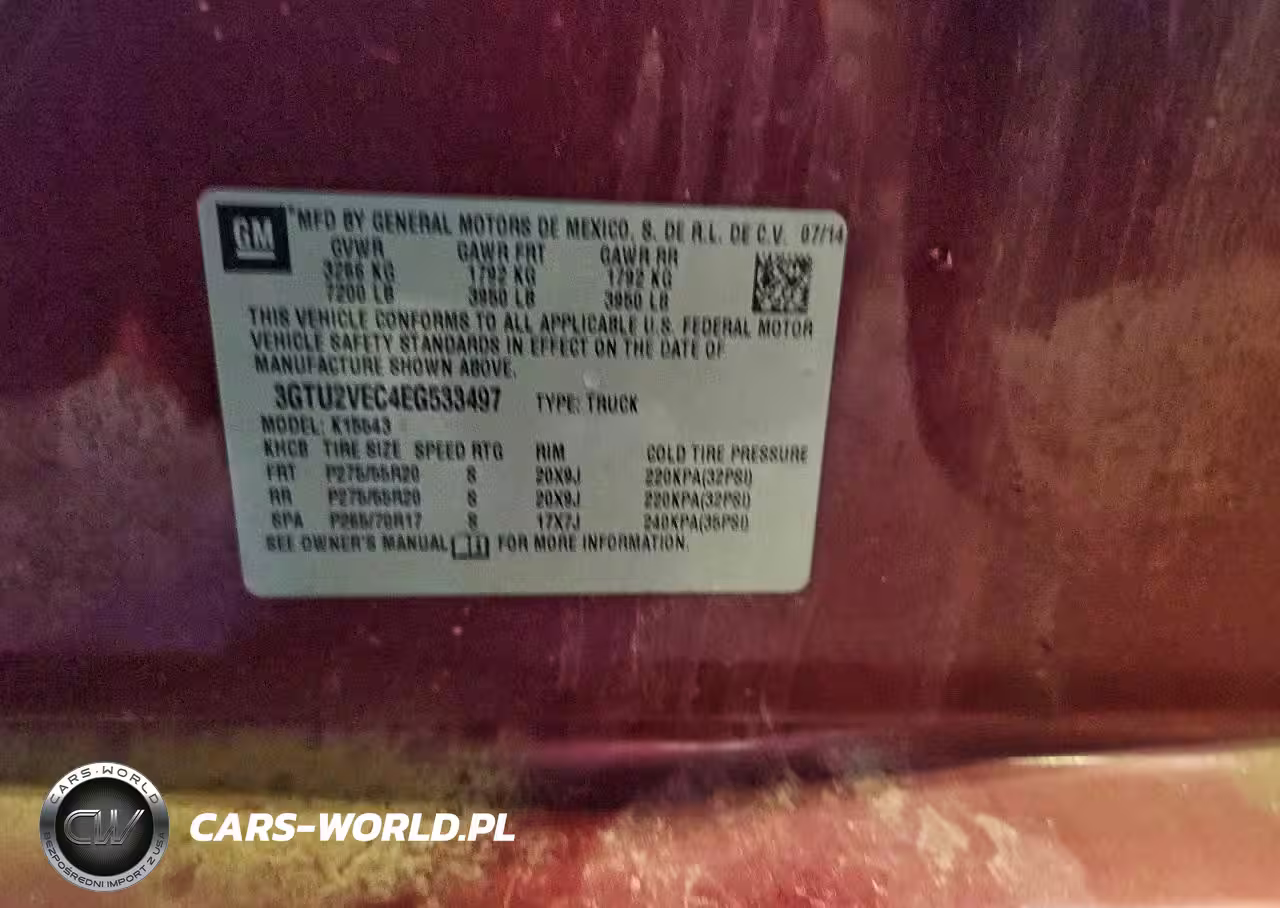 GM
MFD BY GENERAL MOTORS DE MEXICO, S. DE R.L. DE C.V. 07/14
GVWR GAWR FRT GAWR RR
3266 KG 1792 KG 1792 KG
7200 LB 3950 LB 3950 LB
THIS VEHICLE CONFORMS TO ALL APPLICABLE U.S. FEDERAL MOTOR
VEHICLE SAFETY STANDARDS IN EFFECT ON THE DATE OF
MANUFACTURE SHOWN ABOVE.
3GTU2VEC4EG533497 TYPE: TRUCK
MODEL: K15543
KHCB TIRE SIZE SPEED RTG RIM COLD TIRE PRESSURE
FRT P275/55R20 S 20X9J 220KPA(32PSI)
RR P275/55R20 S 20X9J 220KPA(32PSI)
SPA P265/70R17 S 17X7J 240KPA(35PSI)
SEE OWNER'S MANUAL FOR MORE INFORMATION.
CARS-WORLD
CW
BEZPOŚREDNI IMPORT Z USA
CARS-WORLD.PL